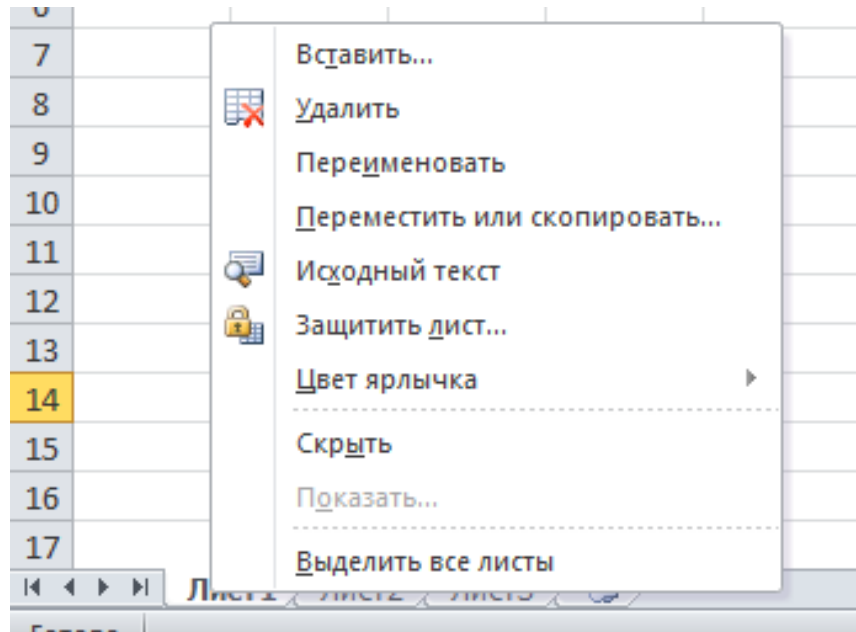 7
Вставить...
8
Удалить
9
Переименовать
10
Переместить или скопировать...
11
Исходный текст
12
Защитить лист...
13
14
Цвет ярлычка
15
Скрыть
16
Показать...
17
Выделить все листы
Лист1 Лист2 Лист3